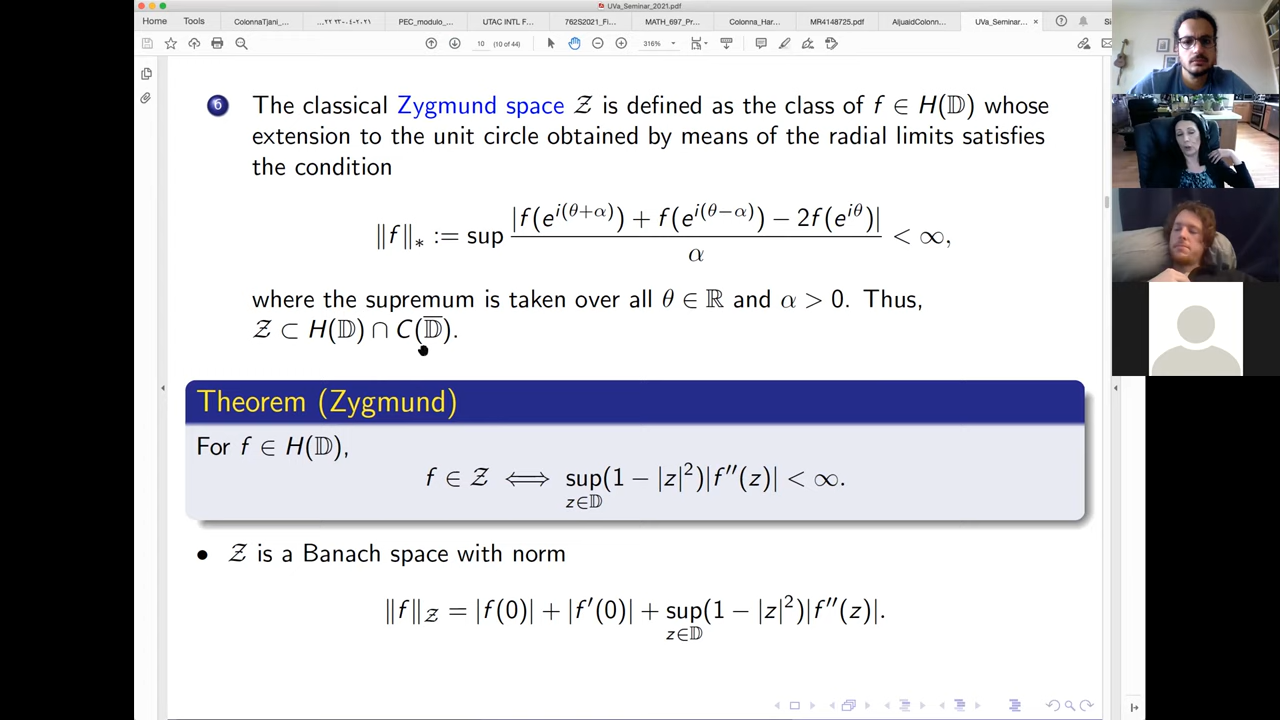 UVa_Seminar_2021.pdf
Home Tools ColonnaTjani_... ٢٠٢١-٠٤-٢٣ ... PEC_modulo_... UTAC INTL F... 762S2021_Fi... MATH_697_Pr... Colonna_Har... MR4148725.pdf AljuaidColonn... UVa_Seminar... ×
10 (10 of 44) 316%
6 The classical Zygmund space 𝒵 is defined as the class of f ∈ H(𝔻) whose
extension to the unit circle obtained by means of the radial limits satisfies
the condition
‖f‖∗ := sup |f(e^{i(θ+α)}) + f(e^{i(θ−α)}) − 2f(e^{iθ})| / α < ∞,
where the supremum is taken over all θ ∈ ℝ and α > 0. Thus,
𝒵 ⊂ H(𝔻) ∩ C(𝔻̅).
Theorem (Zygmund)
For f ∈ H(𝔻),
f ∈ 𝒵 ⟺ sup_{z∈𝔻} (1 − |z|²)|f′′(z)| < ∞.
• 𝒵 is a Banach space with norm
‖f‖_𝒵 = |f(0)| + |f′(0)| + sup_{z∈𝔻} (1 − |z|²)|f′′(z)|.